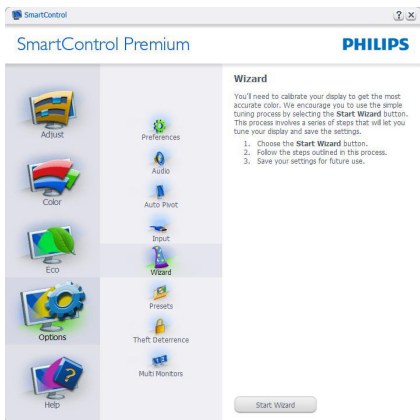 SmartControl
SmartControl Premium
PHILIPS
Adjust
Color
Eco
Options
Help
Preferences
Audio
Auto Pivot
Input
Wizard
Presets
Theft Deterrence
Multi Monitors
Wizard
You'll need to calibrate your display to get the most
accurate color. We encourage you to use the simple
tuning process by selecting the Start Wizard button.
This process involves a series of steps that will let you
tune your display and save the settings.
1. Choose the Start Wizard button.
2. Follow the steps outlined in this process.
3. Save your settings for future use.
Start Wizard